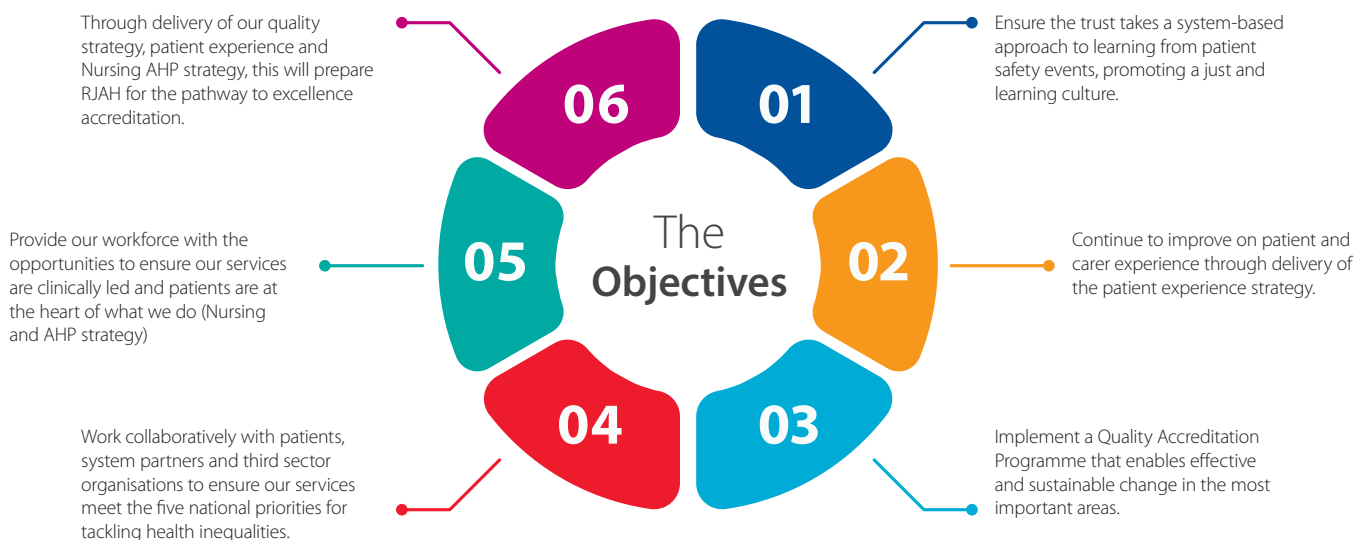 The
Objectives
01
Ensure the trust takes a system-based
approach to learning from patient
safety events, promoting a just and
learning culture.
02
Continue to improve on patient and
carer experience through delivery of
the patient experience strategy.
03
Implement a Quality Accreditation
Programme that enables effective
and sustainable change in the most
important areas.
04
Work collaboratively with patients,
system partners and third sector
organisations to ensure our services
meet the five national priorities for
tackling health inequalities.
05
Provide our workforce with the
opportunities to ensure our services
are clinically led and patients are at
the heart of what we do (Nursing
and AHP strategy)
06
Through delivery of our quality
strategy, patient experience and
Nursing AHP strategy, this will prepare
RJAH for the pathway to excellence
accreditation.